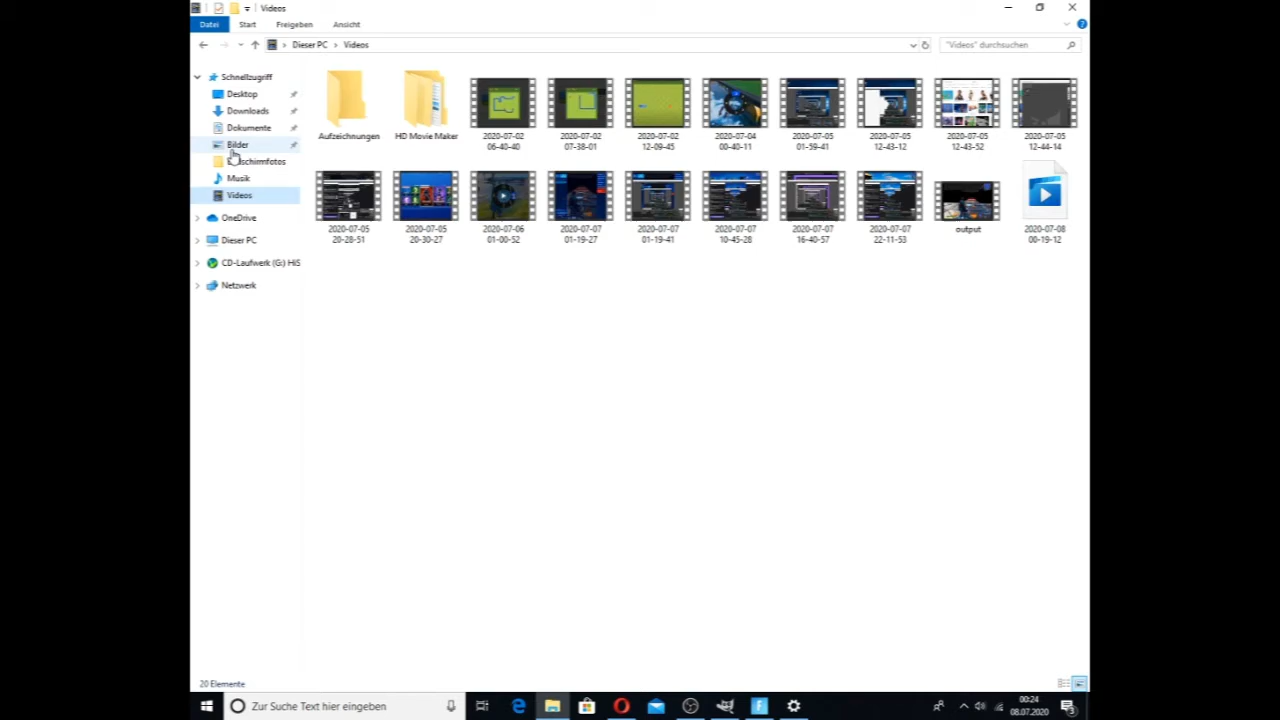 Videos
Datei Start Freigeben Ansicht
Dieser PC Videos
"Videos" durchsuchen
Schnellzugriff
Desktop
Downloads
Dokumente
Bilder
Musik
Videos
OneDrive
Dieser PC
CD-Laufwerk (G:) HiS
Netzwerk
Aufzeichnungen
HD Movie Maker
2020-07-02
06-40-40
2020-07-02
07-38-01
2020-07-02
12-09-45
2020-07-04
00-40-11
2020-07-05
01-59-41
2020-07-05
12-43-12
2020-07-05
12-43-52
2020-07-05
12-44-14
2020-07-05
20-28-51
2020-07-05
20-30-27
2020-07-06
01-00-52
2020-07-07
01-19-27
2020-07-07
01-19-41
2020-07-07
10-45-28
2020-07-07
16-40-57
2020-07-07
22-11-53
output
2020-07-08
00-19-12
20 Elemente
Zur Suche Text hier eingeben
00:24
08.07.2020